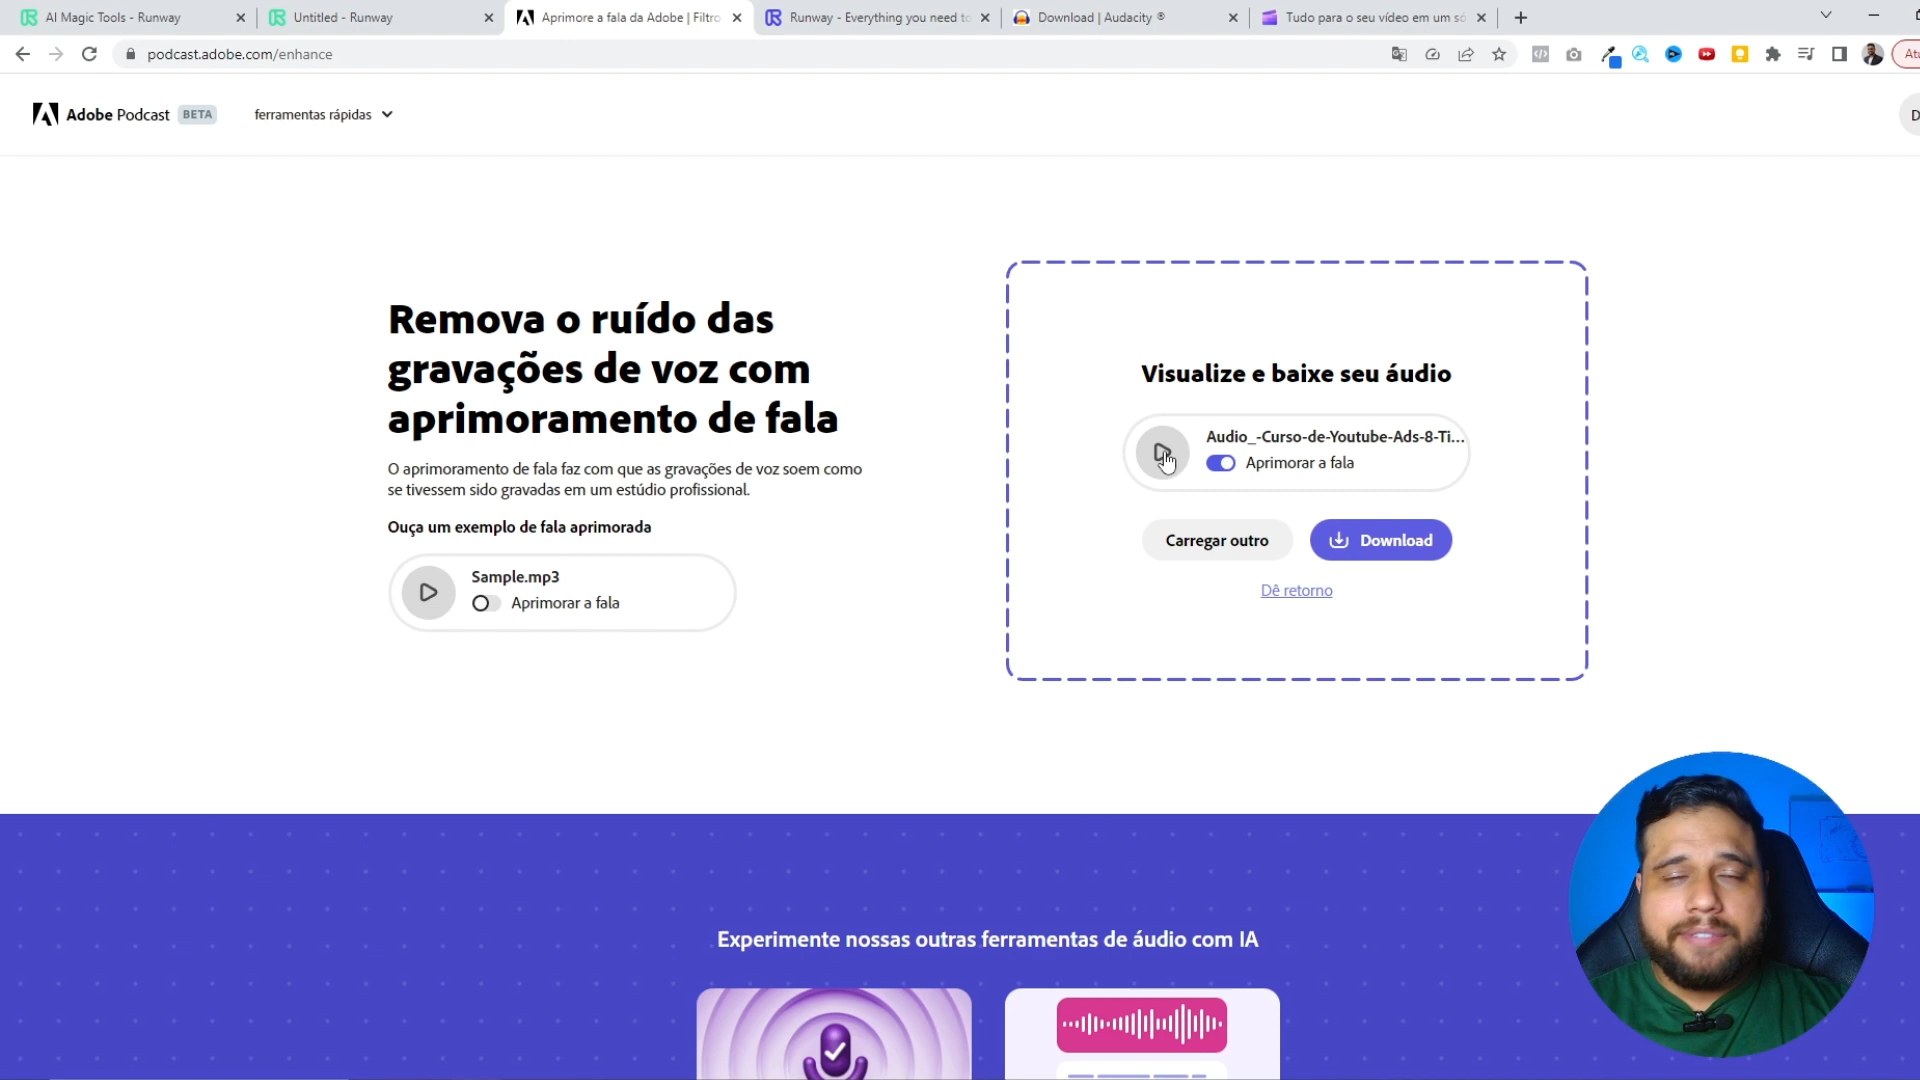 AI Magic Tools - Runway
Untitled - Runway
Aprimore a fala da Adobe | Filtro
Runway - Everything you need to
Download | Audacity ®
Tudo para o seu vídeo em um só
podcast.adobe.com/enhance
Atu
Adobe Podcast BETA
ferramentas rápidas
D
Remova o ruído das
gravações de voz com
aprimoramento de fala
O aprimoramento de fala faz com que as gravações de voz soem como
se tivessem sido gravadas em um estúdio profissional.
Ouça um exemplo de fala aprimorada
Sample.mp3
Aprimorar a fala
Visualize e baixe seu áudio
Audio_-Curso-de-Youtube-Ads-8-Ti...
Aprimorar a fala
Carregar outro
Download
Dê retorno
Experimente nossas outras ferramentas de áudio com IA